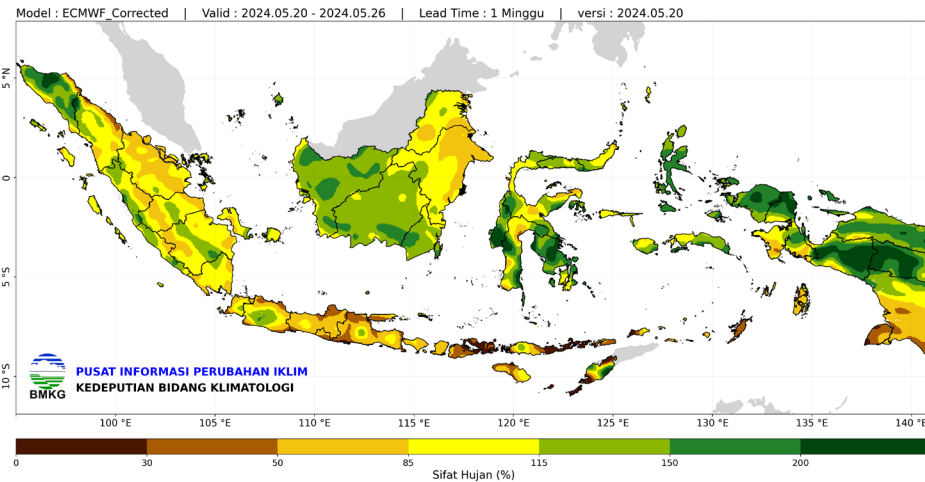 Model : ECMWF_Corrected | Valid : 2024.05.20 - 2024.05.26 | Lead Time : 1 Minggu | versi : 2024.05.20
5 °N
0
5 °S
10 °S
BMKG
PUSAT INFORMASI PERUBAHAN IKLIM
KEDEPUTIAN BIDANG KLIMATOLOGI
100 °E 105 °E 110 °E 115 °E 120 °E 125 °E 130 °E 135 °E 140 °E
0 30 50 85 115 150 200
Sifat Hujan (%)